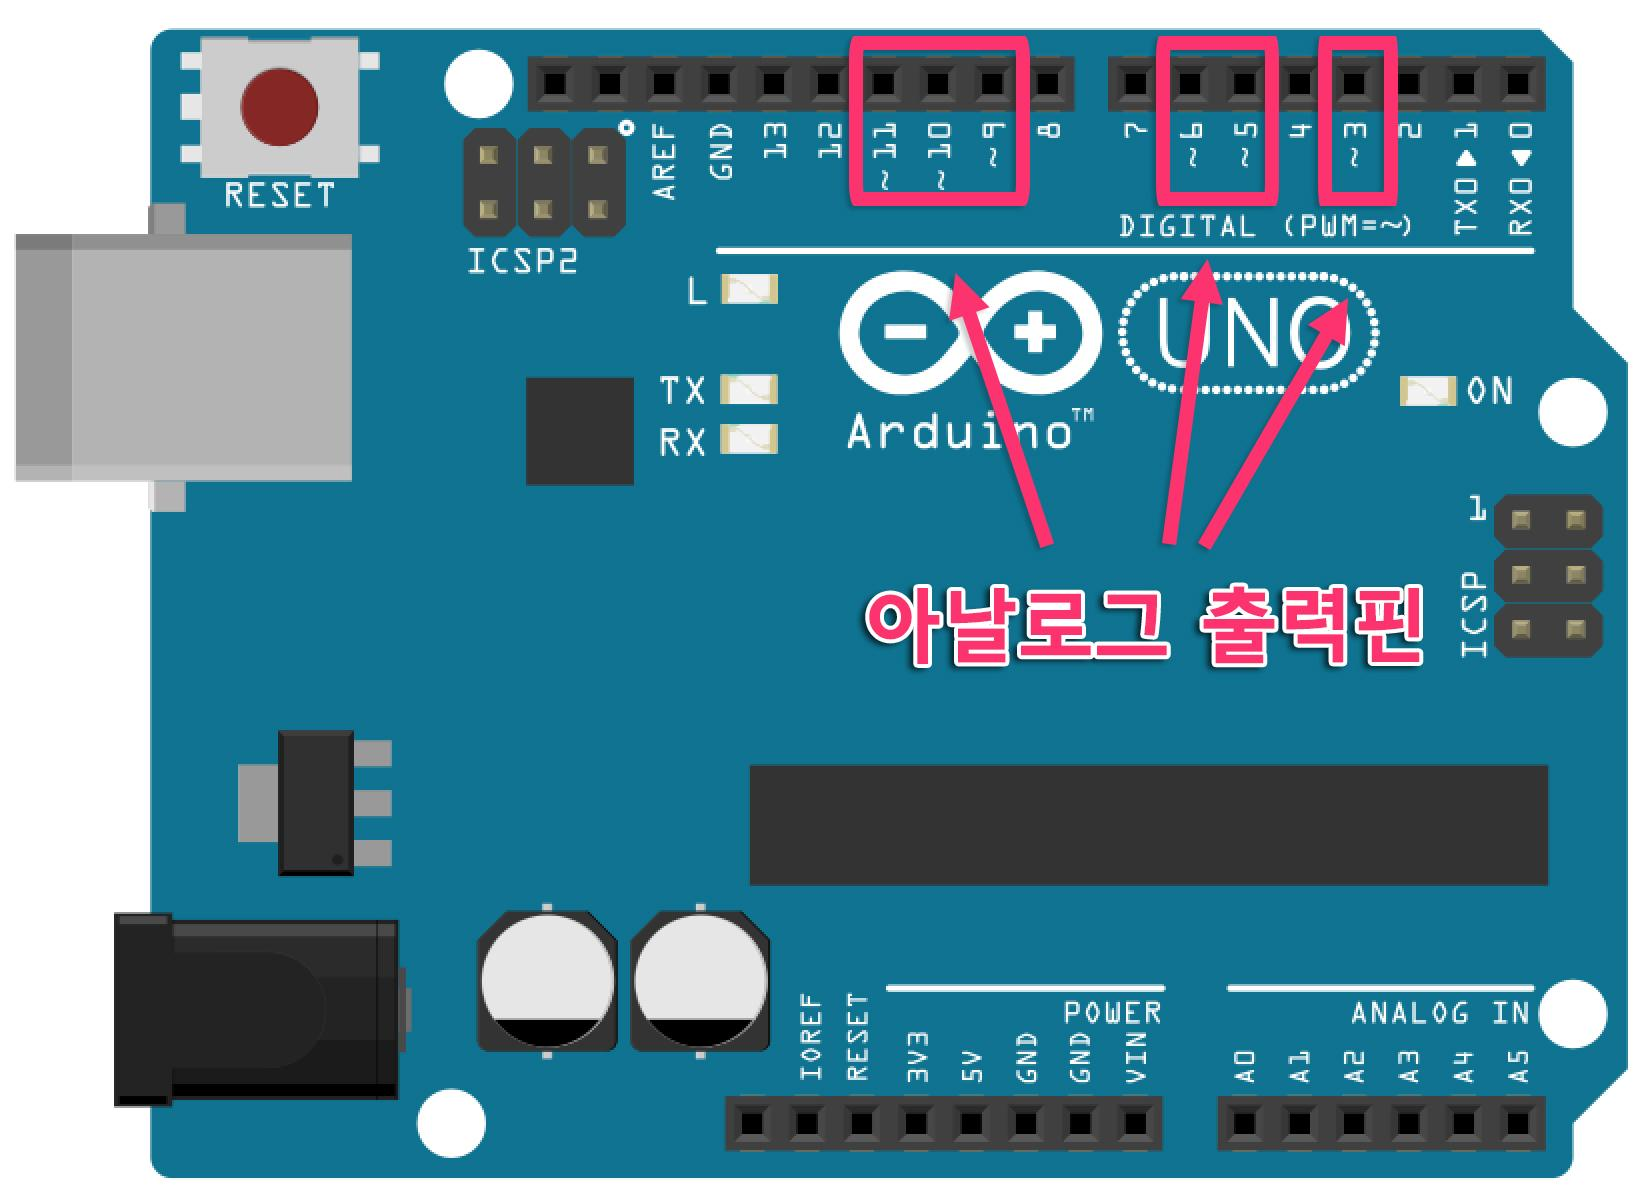 RESET
ICSP2
AREF
GND
13
12
~11
~10
~9
8
7
~6
~5
4
~3
2
TX0▶1
RX0◀0
DIGITAL (PWM=~)
L
TX
RX
Arduino™
UNO
ON
1
ICSP
아날로그 출력핀
POWER
ANALOG IN
IOREF
RESET
3V3
5V
GND
GND
VIN
A0
A1
A2
A3
A4
A5